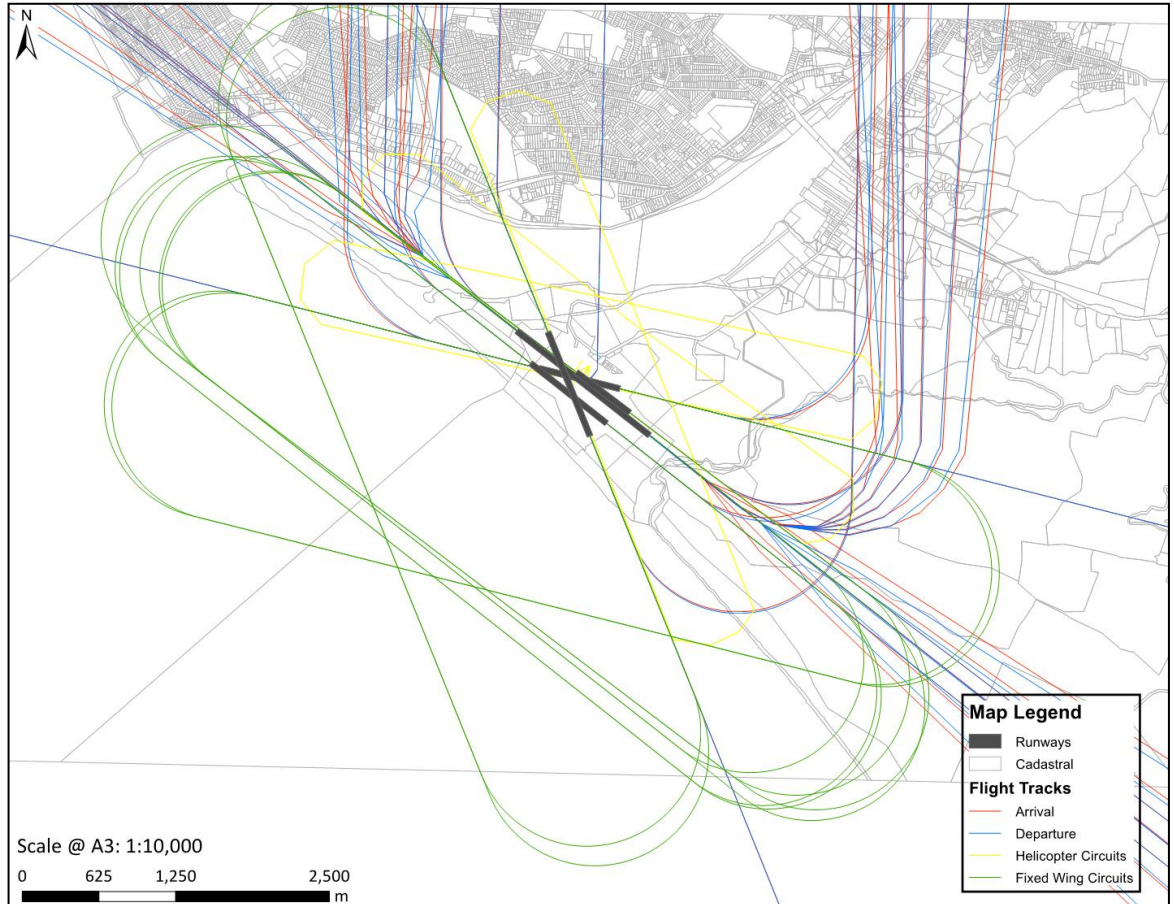 N
Map Legend
Runways
Cadastral
Flight Tracks
Arrival
Departure
Helicopter Circuits
Fixed Wing Circuits
Scale @ A3: 1:10,000
0 625 1,250 2,500
m